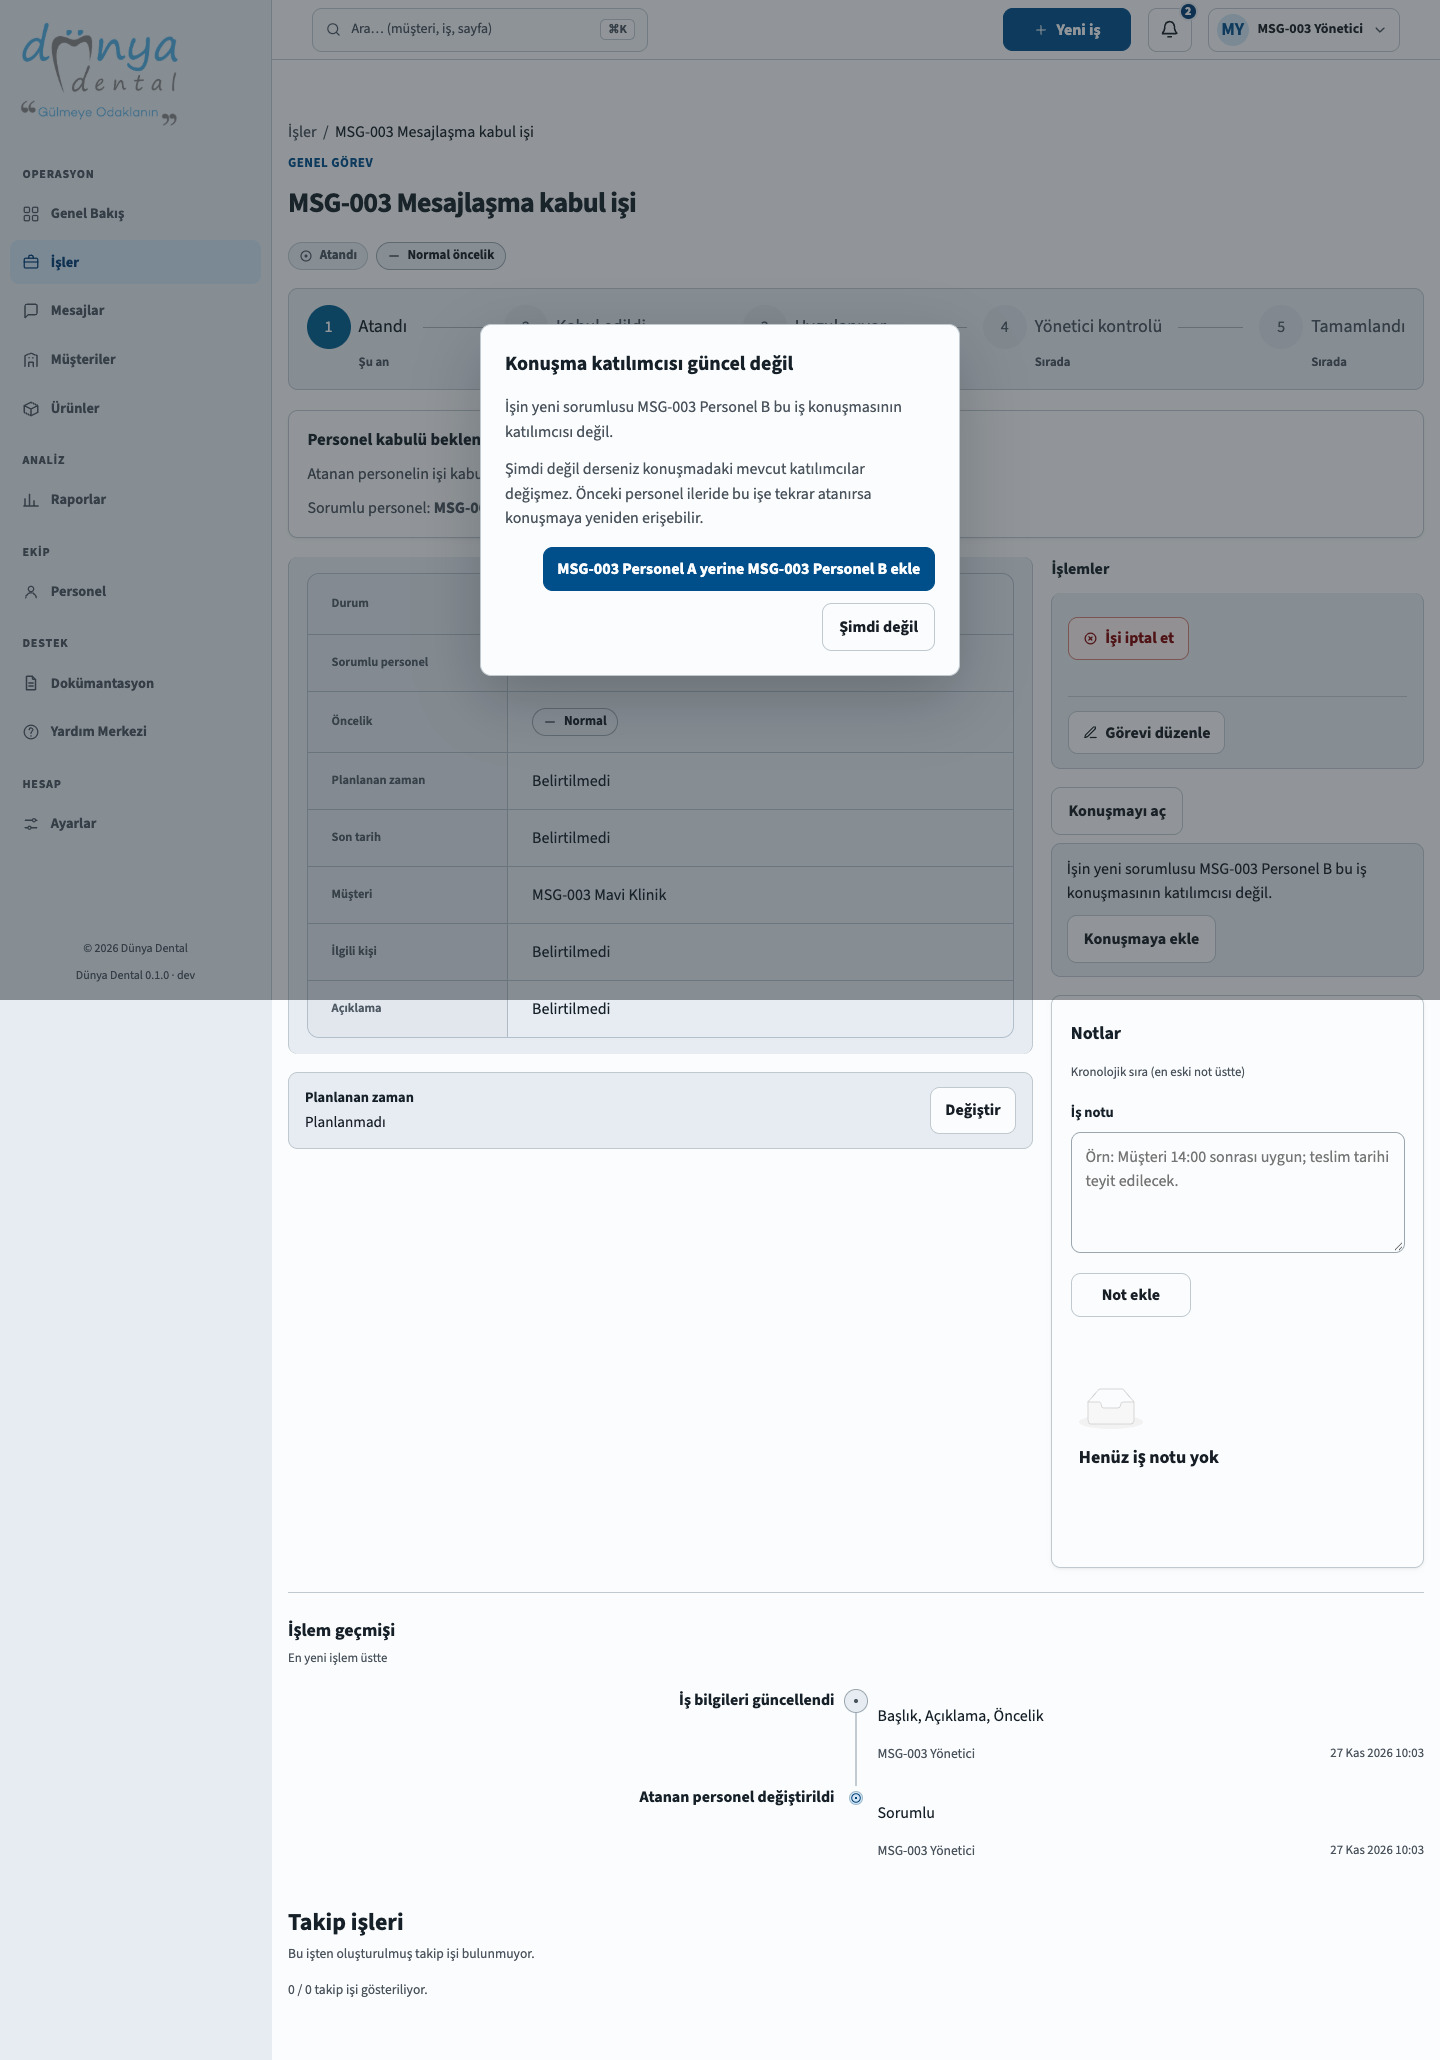 dünya
dental
“Gülmeye Odaklanın”
OPERASYON
Genel Bakış
İşler
Mesajlar
Müşteriler
Ürünler
ANALİZ
Raporlar
EKİP
Personel
DESTEK
Dokümantasyon
Yardım Merkezi
HESAP
Ayarlar
© 2026 Dünya Dental
Dünya Dental 0.1.0 · dev
Ara… (müşteri, iş, sayfa)
⌘K
Yeni iş
2
MY
MSG-003 Yönetici
İşler / MSG-003 Mesajlaşma kabul işi
GENEL GÖREV
MSG-003 Mesajlaşma kabul işi
Atandı
Normal öncelik
1 Atandı
Şu an
4 Yönetici kontrolü
Sırada
5 Tamamlandı
Sırada
Personel kabulü
Atanan personelin işi
Sorumlu personel:
Konuşma katılımcısı güncel değil
İşin yeni sorumlusu MSG-003 Personel B bu iş konuşmasının
katılımcısı değil.
Şimdi değil derseniz konuşmadaki mevcut katılımcılar
değişmez. Önceki personel ileride bu işe tekrar atanırsa
konuşmaya yeniden erişebilir.
MSG-003 Personel A yerine MSG-003 Personel B ekle
Şimdi değil
Durum
Sorumlu personel
Öncelik
Normal
Planlanan zaman
Belirtilmedi
Son tarih
Belirtilmedi
Müşteri
MSG-003 Mavi Klinik
İlgili kişi
Belirtilmedi
Açıklama
Belirtilmedi
Planlanan zaman
Planlanmadı
Değiştir
İşlemler
İşi iptal et
Görevi düzenle
Konuşmayı aç
İşin yeni sorumlusu MSG-003 Personel B bu iş
konuşmasının katılımcısı değil.
Konuşmaya ekle
Notlar
Kronolojik sıra (en eski not üstte)
İş notu
Örn: Müşteri 14:00 sonrası uygun; teslim tarihi
teyit edilecek.
Not ekle
Henüz iş notu yok
İşlem geçmişi
En yeni işlem üstte
İş bilgileri güncellendi
Başlık, Açıklama, Öncelik
MSG-003 Yönetici
27 Kas 2026 10:03
Atanan personel değiştirildi
Sorumlu
MSG-003 Yönetici
27 Kas 2026 10:03
Takip işleri
Bu işten oluşturulmuş takip işi bulunmuyor.
0 / 0 takip işi gösteriliyor.